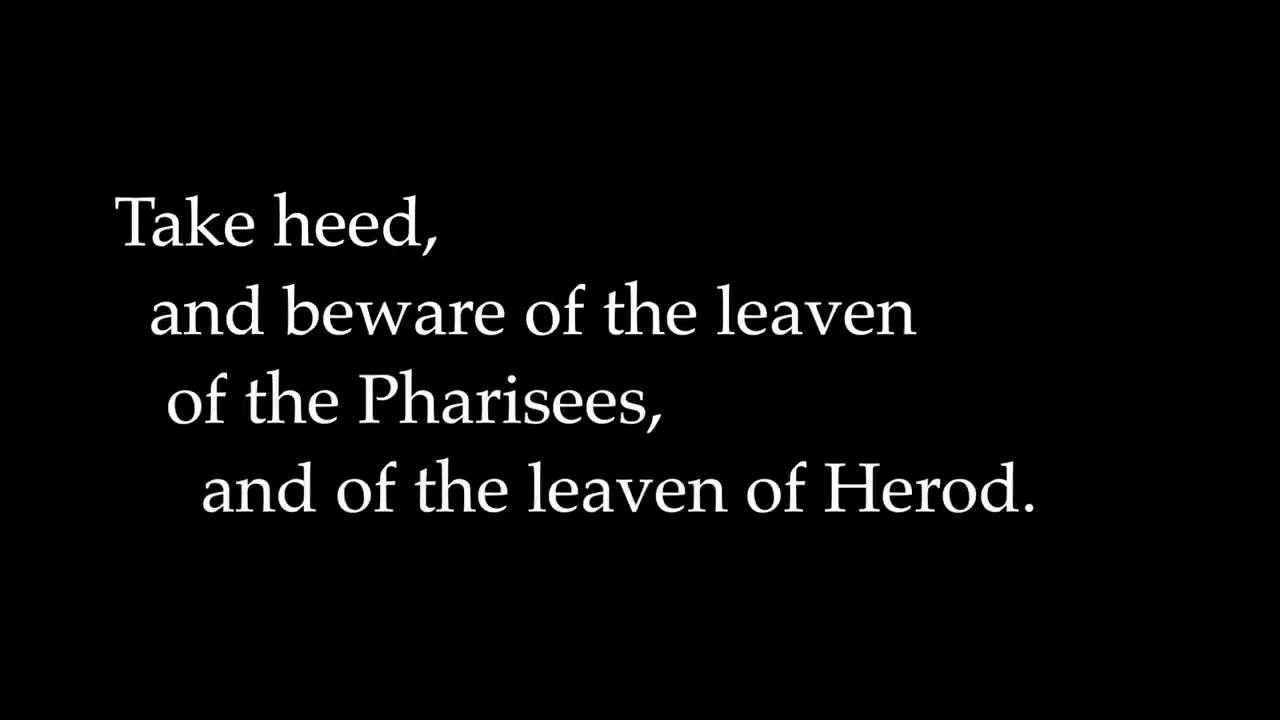 Take heed,
and beware of the leaven
of the Pharisees,
and of the leaven of Herod.